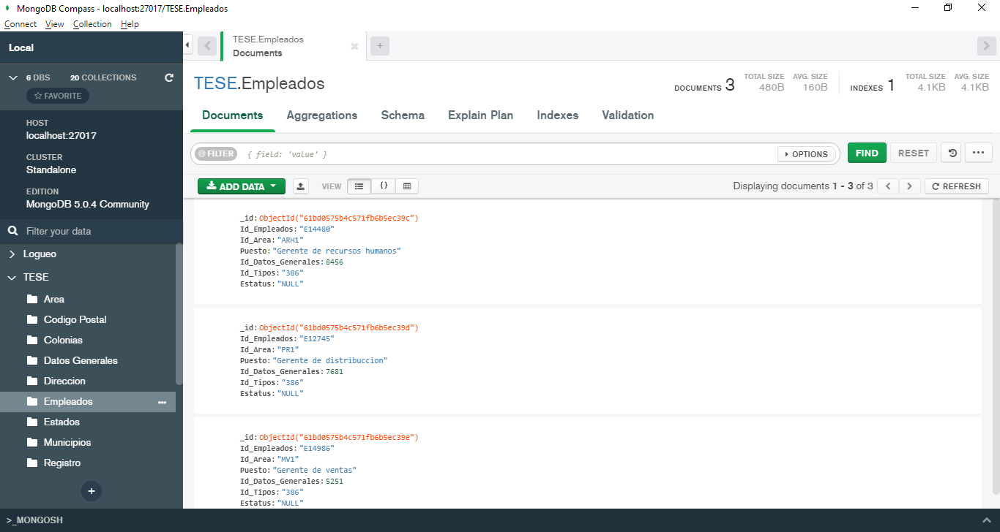 MongoDB Compass - localhost:27017/TESE.Empleados
Connect View Collection Help
Local
6 DBS 20 COLLECTIONS
FAVORITE
HOST
localhost:27017
CLUSTER
Standalone
EDITION
MongoDB 5.0.4 Community
Filter your data
Logueo
TESE
Area
Codigo Postal
Colonias
Datos Generales
Direccion
Empleados
Estados
Municipios
Registro
+
TESE.Empleados
Documents
+
TESE.Empleados
DOCUMENTS 3
TOTAL SIZE
480B
AVG. SIZE
160B
INDEXES 1
TOTAL SIZE
4.1KB
AVG. SIZE
4.1KB
Documents Aggregations Schema Explain Plan Indexes Validation
FILTER { field: 'value' } OPTIONS FIND RESET
ADD DATA VIEW {} Displaying documents 1 - 3 of 3 REFRESH
_id: ObjectId("61bd0575b4c571fb6b5ec39c")
Id_Empleados: "E14480"
Id_Area: "ARH1"
Puesto: "Gerente de recursos humanos"
Id_Datos_Generales: 8456
Id_Tipos: "386"
Estatus: "NULL"
_id: ObjectId("61bd0575b4c571fb6b5ec39d")
Id_Empleados: "E12745"
Id_Area: "PR1"
Puesto: "Gerente de distribuccion"
Id_Datos_Generales: 7681
Id_Tipos: "386"
Estatus: "NULL"
_id: ObjectId("61bd0575b4c571fb6b5ec39e")
Id_Empleados: "E14986"
Id_Area: "MV1"
Puesto: "Gerente de ventas"
Id_Datos_Generales: 5251
Id_Tipos: "386"
Estatus: "NULL"
>_MONGOSH